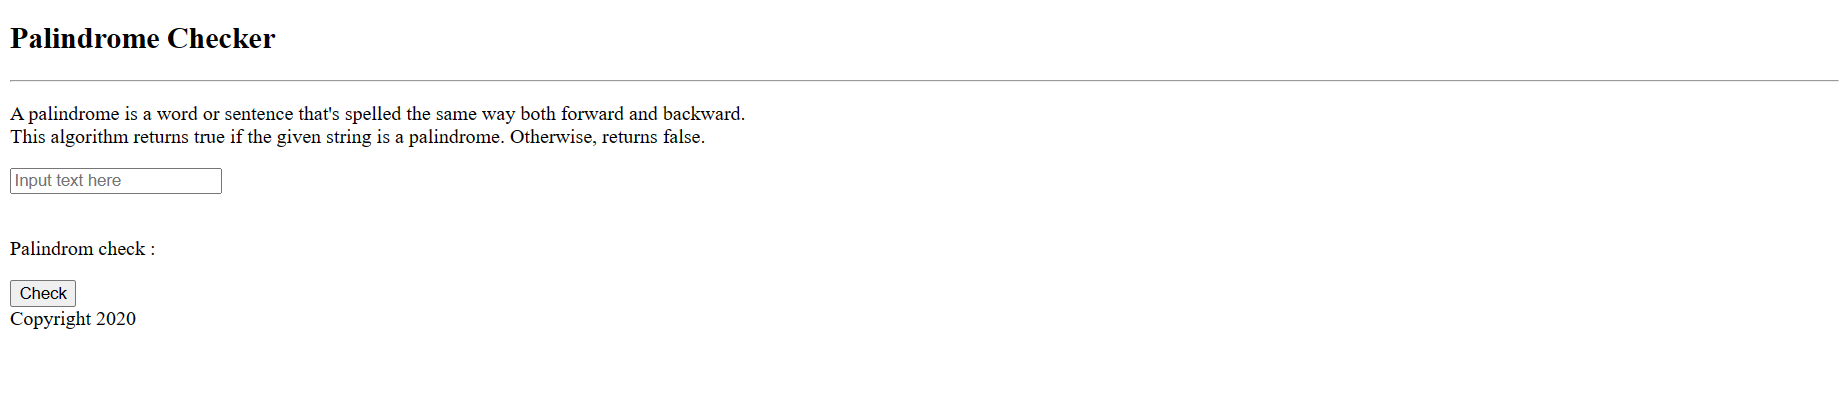 Palindrome Checker
A palindrome is a word or sentence that's spelled the same way both forward and backward.
This algorithm returns true if the given string is a palindrome. Otherwise, returns false.
Input text here
Palindrom check :
Check
Copyright 2020